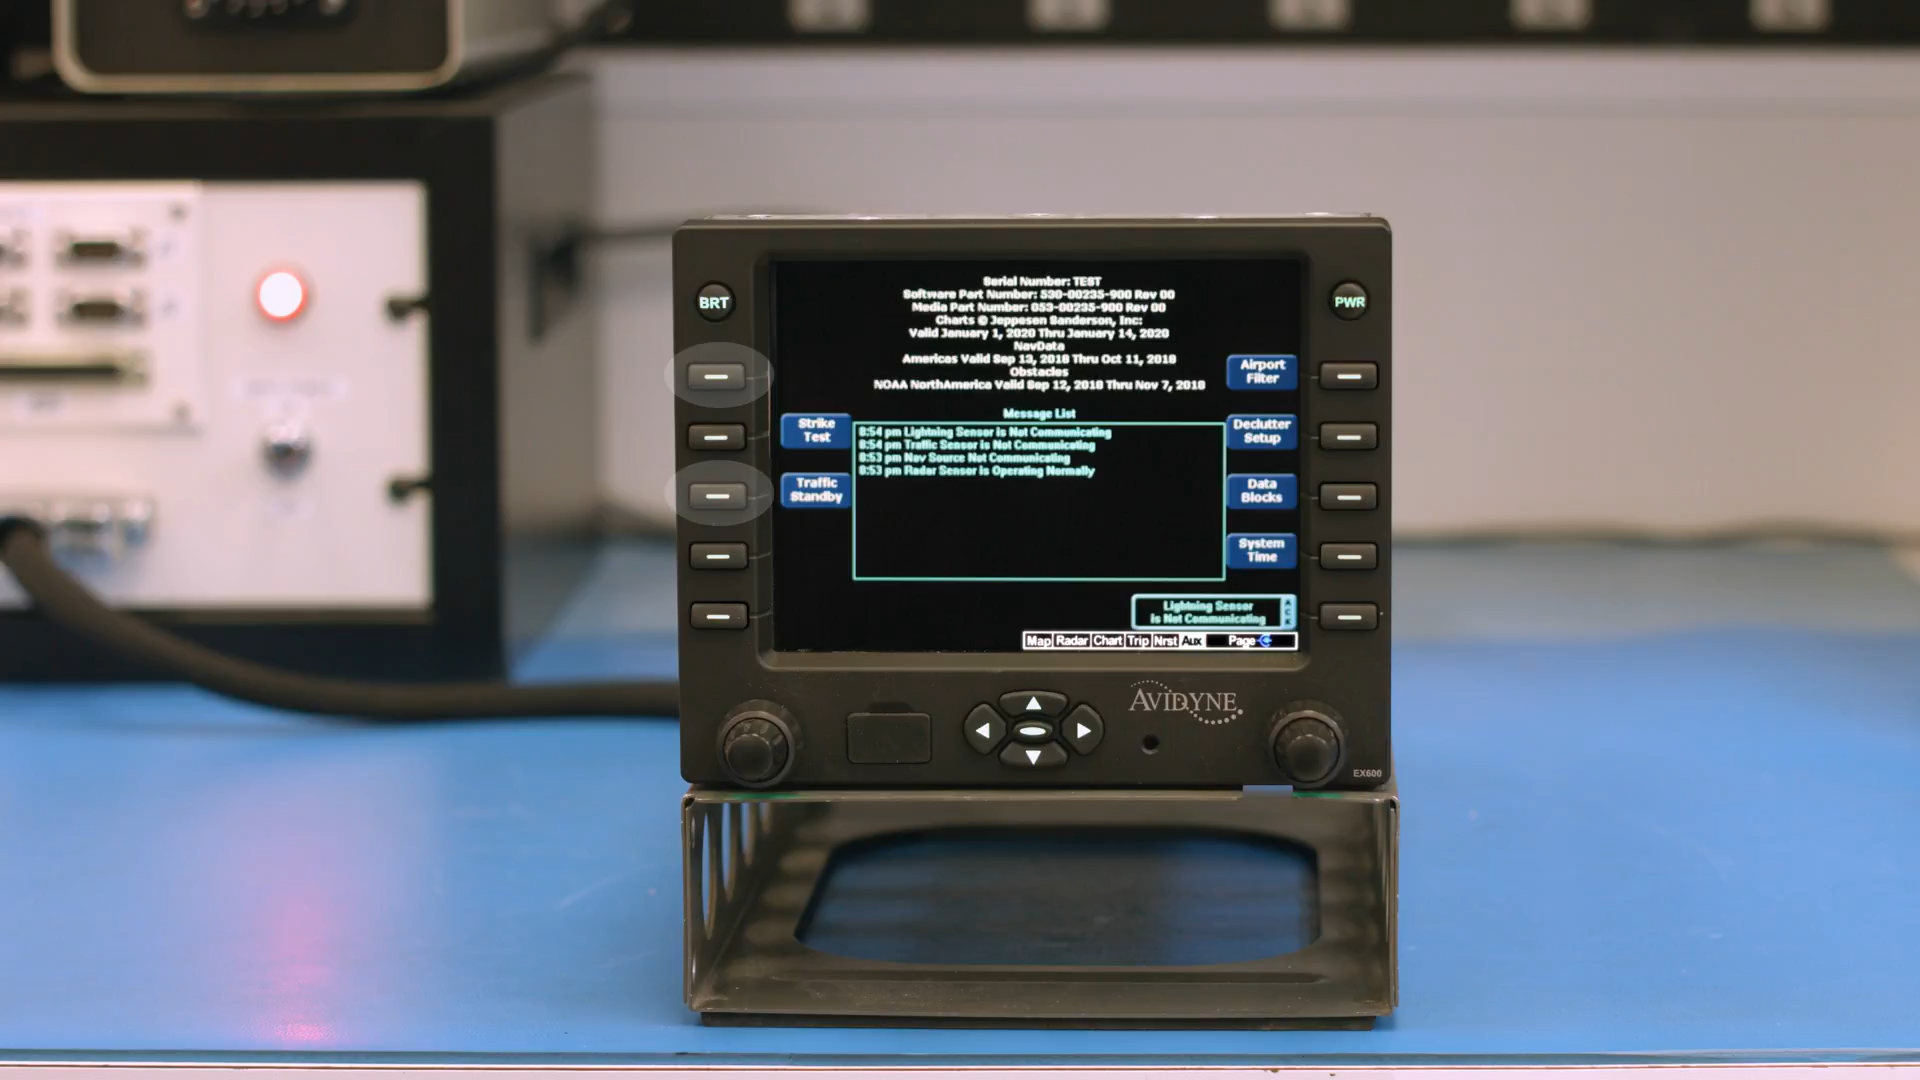 Serial Number: TEST
Software Part Number: 530-00235-900 Rev 00
Media Part Number: 053-00235-900 Rev 00
Charts © Jeppesen Sanderson, Inc:
Valid January 1, 2020 Thru January 14, 2020
NavData
Americas Valid Sep 13, 2018 Thru Oct 11, 2018
Obstacles
NOAA NorthAmerica Valid Sep 12, 2018 Thru Nov 7, 2018
BRT
PWR
Airport
Filter
Message List
Strike
Test
8:54 pm Lightning Sensor is Not Communicating
8:54 pm Traffic Sensor is Not Communicating
8:53 pm Nav Source Not Communicating
8:53 pm Radar Sensor is Operating Normally
Declutter
Setup
Traffic
Standby
Data
Blocks
System
Time
Lightning Sensor
is Not Communicating
ACK
Map Radar Chart Trip Nrst Aux Page
AVIDYNE
EX600